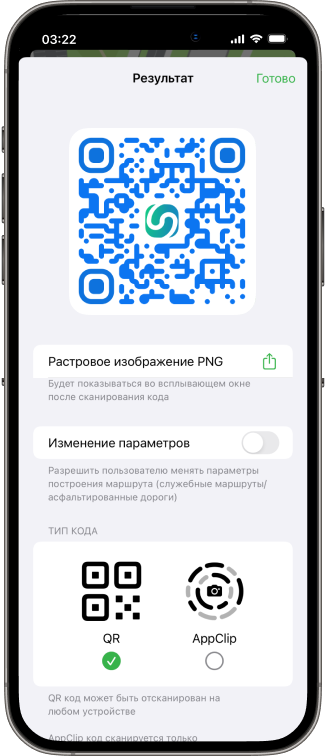 03:22
Результат
Готово
Растровое изображение PNG
Будет показываться во всплывающем окне
после сканирования кода
Изменение параметров
Разрешить пользователю менять параметры
построения маршрута (служебные маршруты/
асфальтированные дороги)
ТИП КОДА
QR
AppClip
QR код может быть отсканирован на
любом устройстве
AppClip код сканируется только